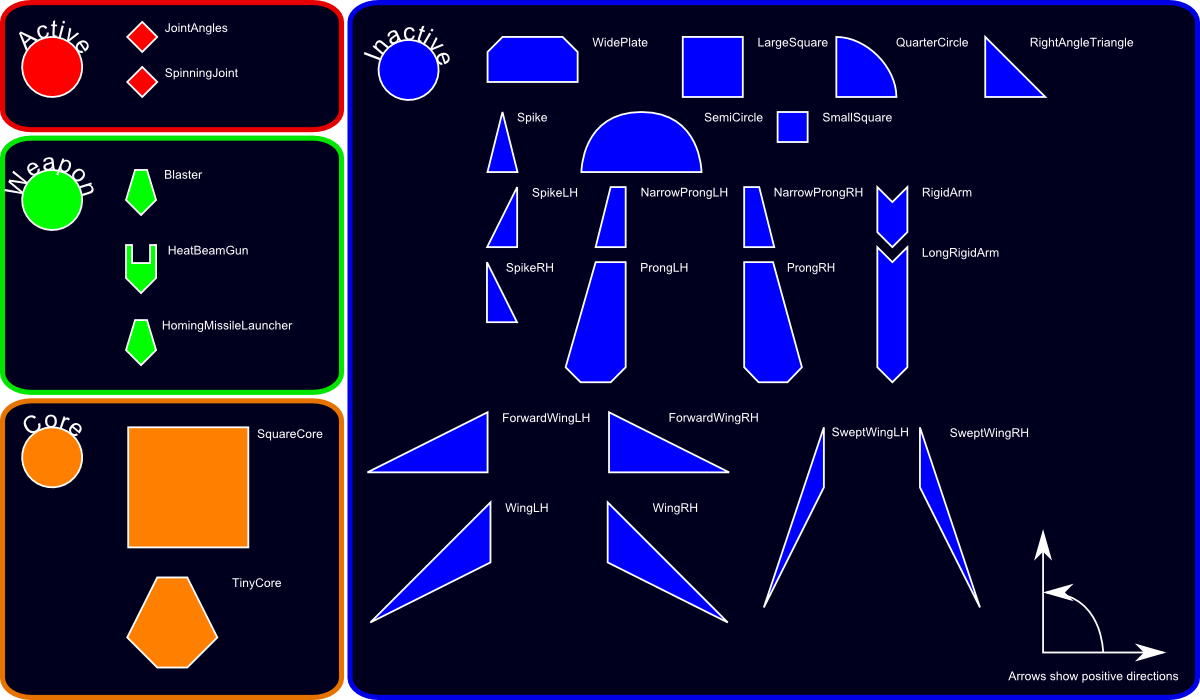 Active
JointAngles
SpinningJoint
Weapon
Blaster
HeatBeamGun
HomingMissileLauncher
Core
SquareCore
TinyCore
Inactive
WidePlate
LargeSquare
QuarterCircle
RightAngleTriangle
Spike
SemiCircle
SmallSquare
SpikeLH
NarrowProngLH
NarrowProngRH
RigidArm
LongRigidArm
SpikeRH
ProngLH
ProngRH
ForwardWingLH
ForwardWingRH
SweptWingLH
SweptWingRH
WingLH
WingRH
Arrows show positive directions